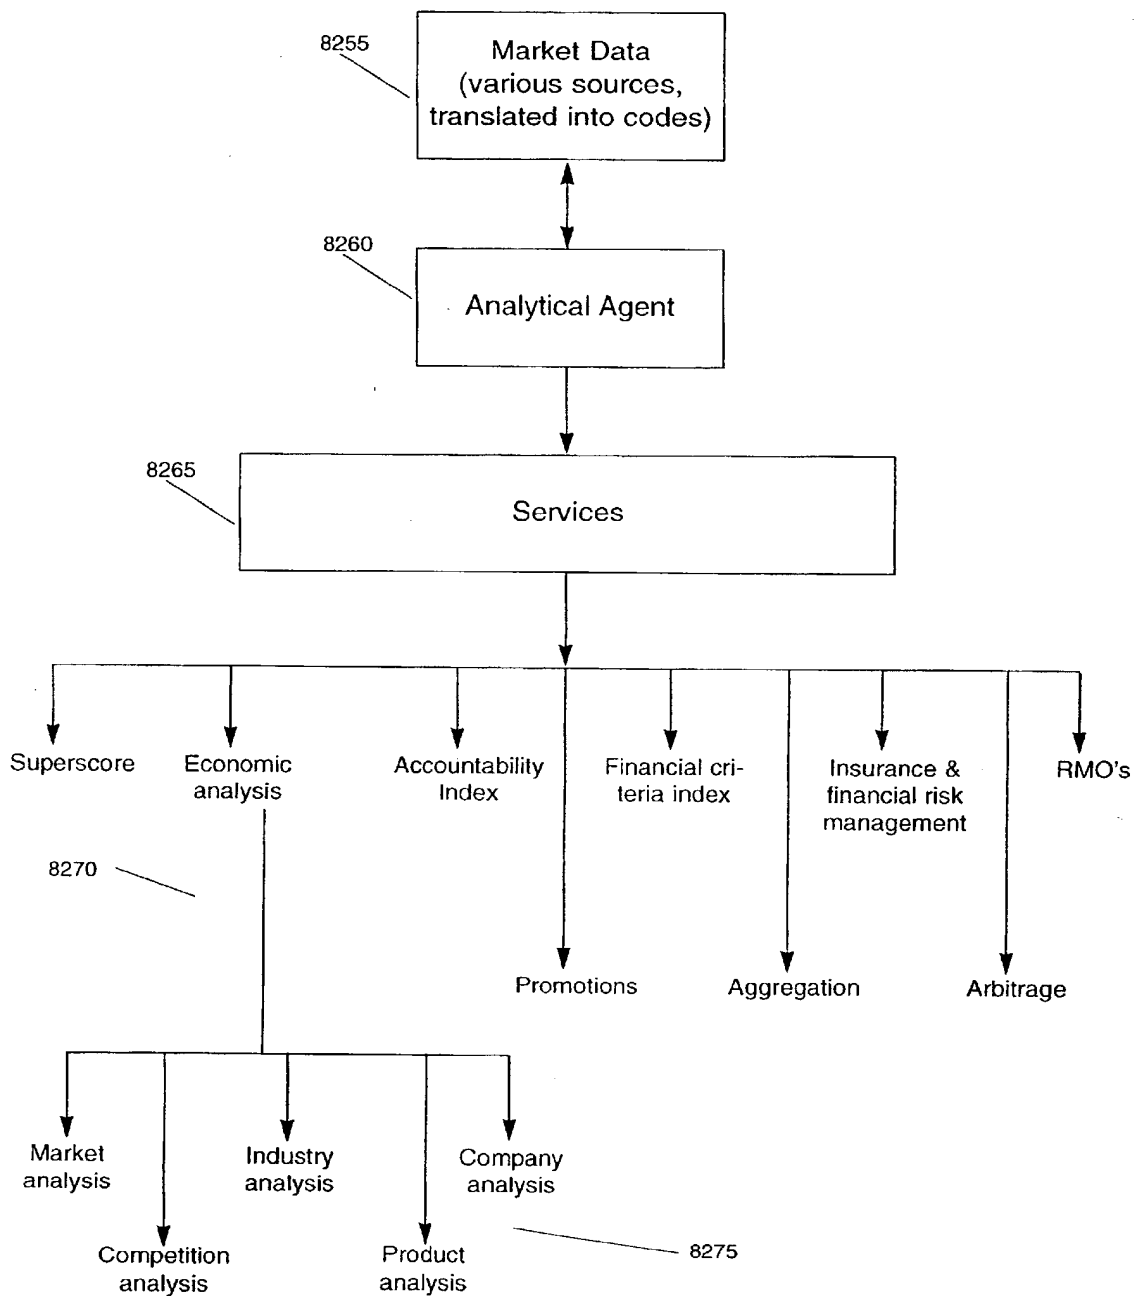 8255
Market Data
(various sources,
translated into codes)
8260
Analytical Agent
8265
Services
Superscore
Economic
analysis
Accountability
Index
Financial cri-
teria index
Insurance &
financial risk
management
RMO's
8270
Promotions
Aggregation
Arbitrage
Market
analysis
Industry
analysis
Company
analysis
Competition
analysis
Product
analysis
8275